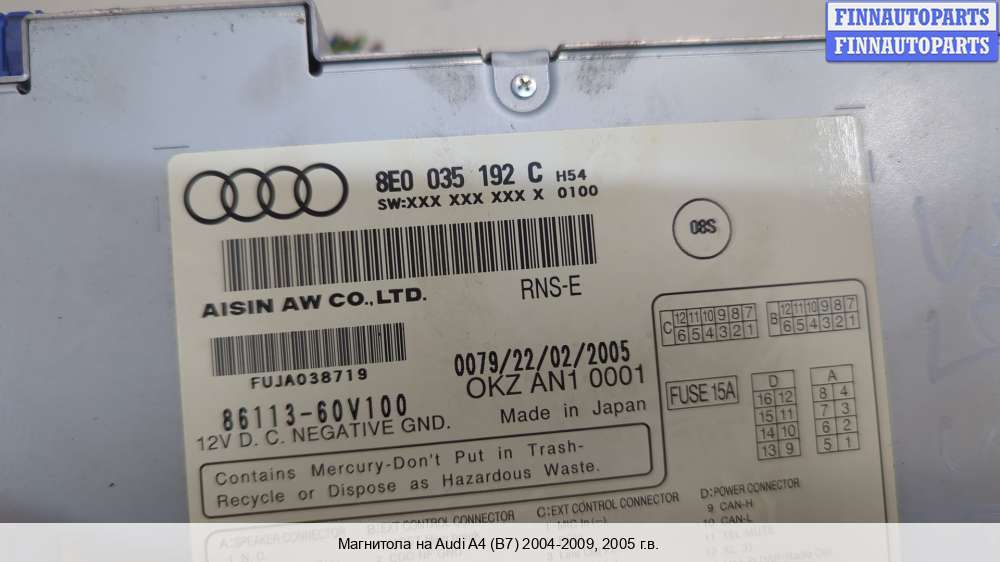 FINNAUTOPARTS
FINNAUTOPARTS
8E0 035 192 C H54
SW:XXX XXX XXX X 0100
08S
AISIN AW CO.,LTD.
RNS-E
FUJA038719
0079/22/02/2005
OKZ AN1 0001
86113-60V100
Made in Japan
12V D. C. NEGATIVE GND.
Contains Mercury-Don't Put in Trash-
Recycle or Dispose as Hazardous Waste.
C 12 11 10 9 8 7
6 5 4 3 2 1
B 12 11 10 9 8 7
6 5 4 3 2 1
FUSE 15A
D
16 12
15 11
14 10
13 9
A
8 4
7 3
6 2
5 1
A:SPEAKER CONNECTOR
B:EXT CONTROL CONNECTOR
C:EXT CONTROL CONNECTOR
D:POWER CONNECTOR
9 CAN-H
10 CAN-L
Магнитола на Audi A4 (B7) 2004-2009, 2005 г.в.